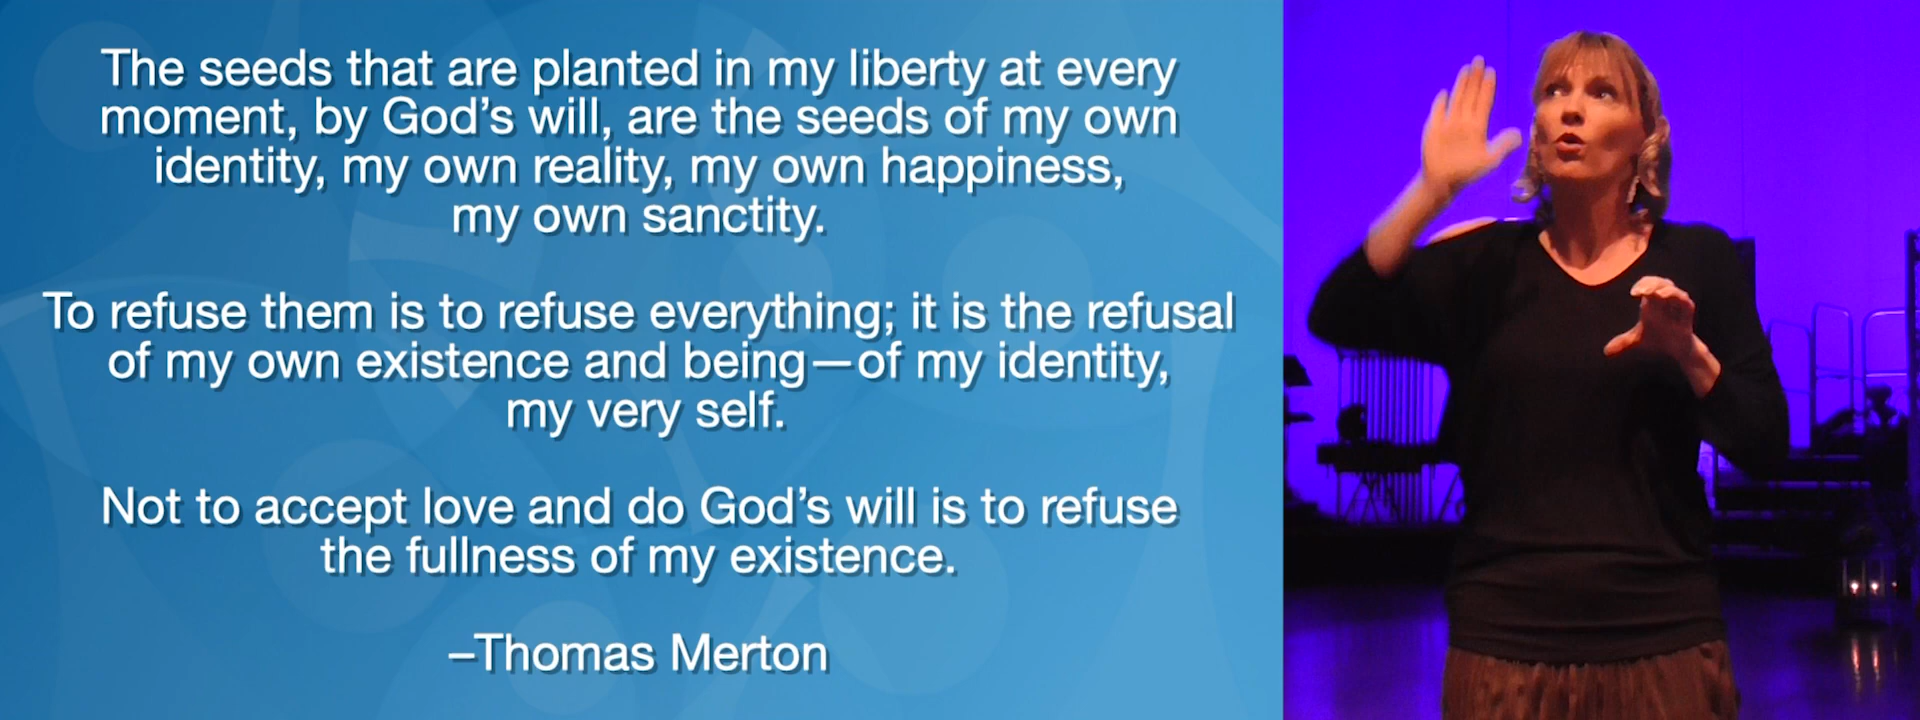 The seeds that are planted in my liberty at every
moment, by God’s will, are the seeds of my own
identity, my own reality, my own happiness,
my own sanctity.
To refuse them is to refuse everything; it is the refusal
of my own existence and being—of my identity,
my very self.
Not to accept love and do God’s will is to refuse
the fullness of my existence.
–Thomas Merton